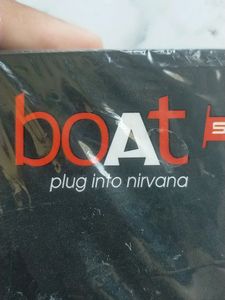 boAt
plug into nirvana